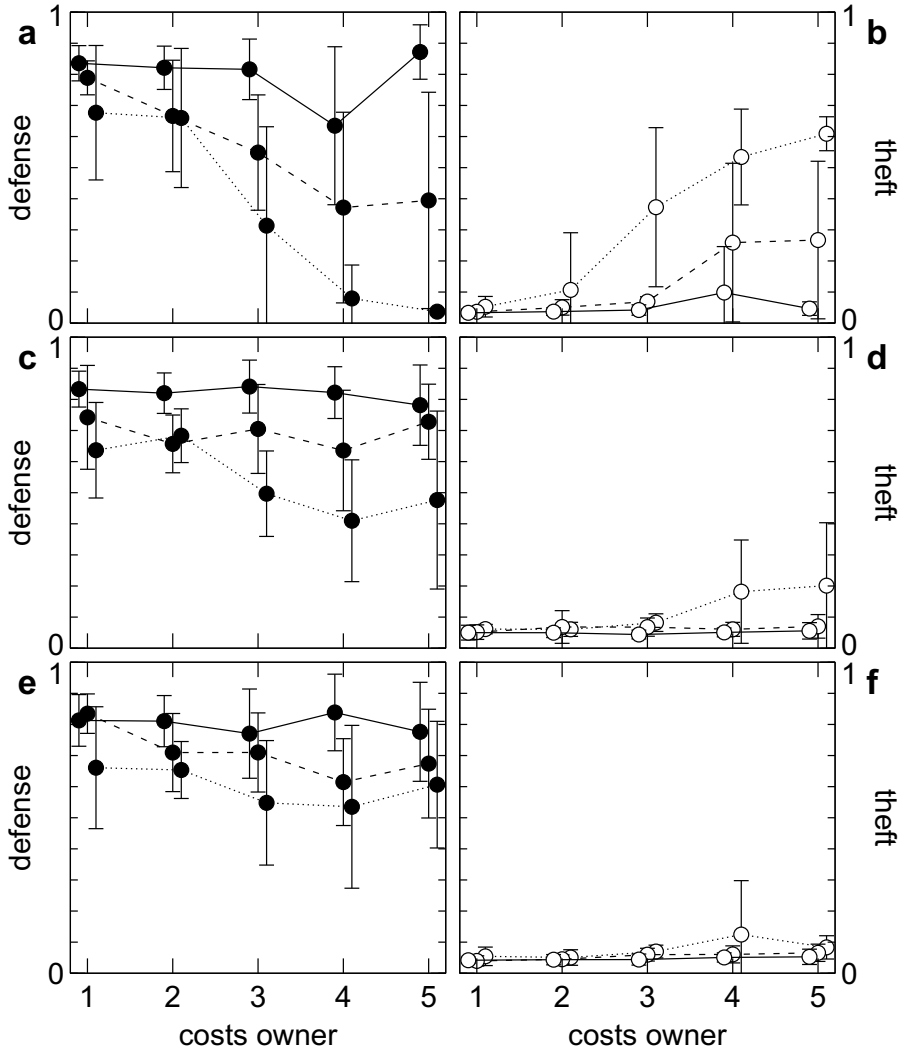 a
1
defense
0
b
1
theft
0
c
1
defense
0
d
1
theft
0
e
1
defense
0
f
1
theft
0
1 2 3 4 5
costs owner
1 2 3 4 5
costs owner